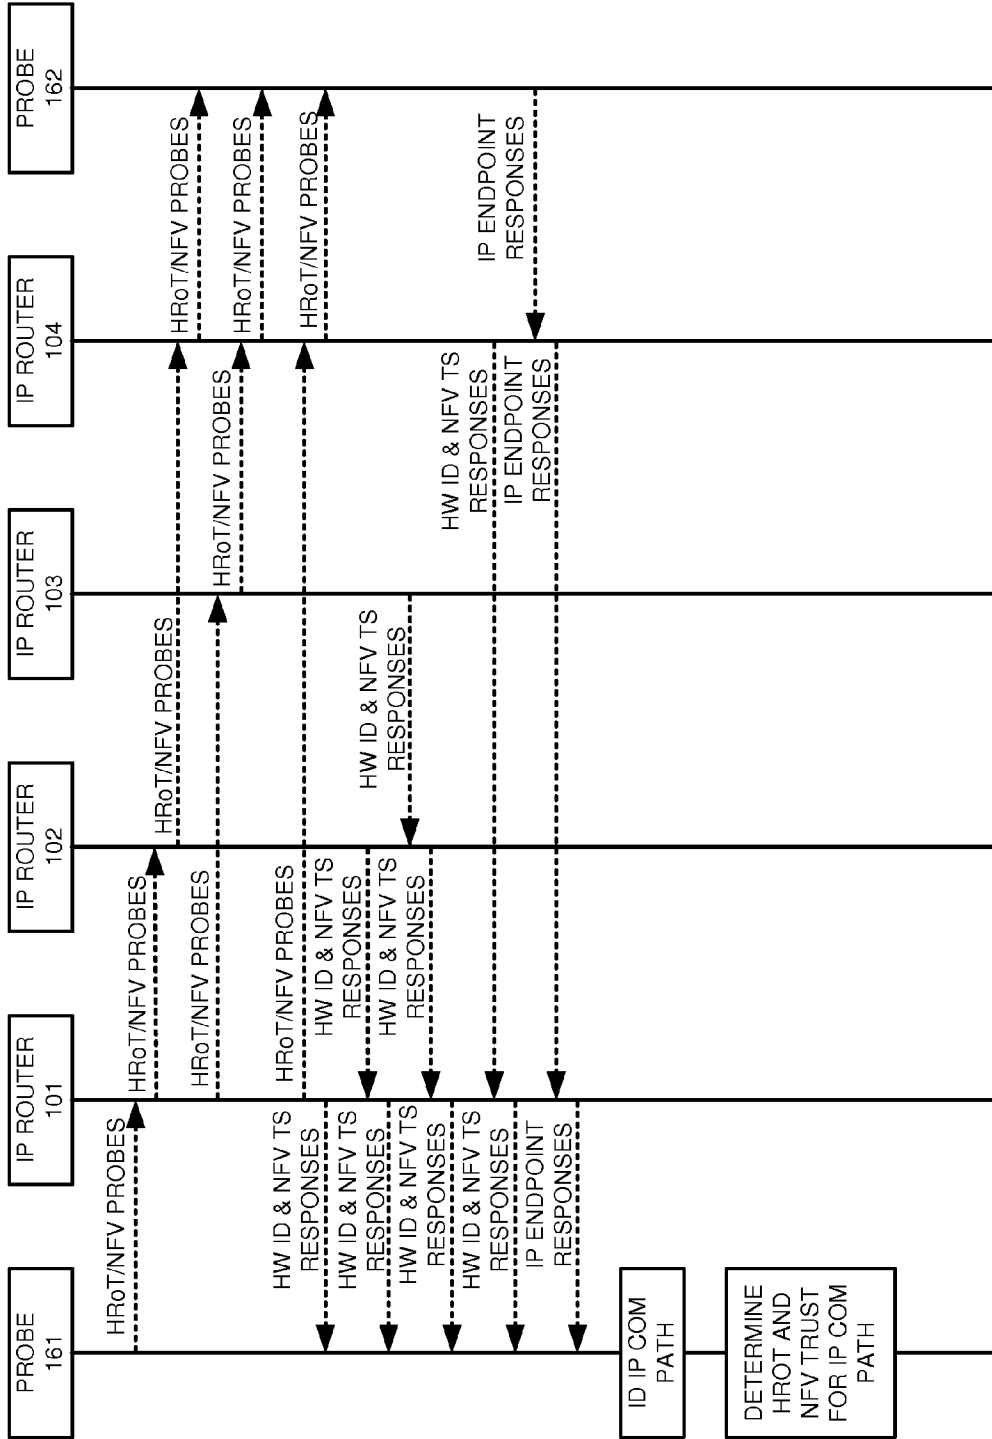 PROBE
161
IP ROUTER
101
IP ROUTER
102
IP ROUTER
103
IP ROUTER
104
PROBE
162
HRoT/NFV PROBES
HRoT/NFV PROBES
HRoT/NFV PROBES
HRoT/NFV PROBES
HRoT/NFV PROBES
HRoT/NFV PROBES
HRoT/NFV PROBES
HRoT/NFV PROBES
HRoT/NFV PROBES
HW ID & NFV TS
RESPONSES
HW ID & NFV TS
RESPONSES
HW ID & NFV TS
RESPONSES
HW ID & NFV TS
RESPONSES
IP ENDPOINT
RESPONSES
HW ID & NFV TS
RESPONSES
HW ID & NFV TS
RESPONSES
HW ID & NFV TS
RESPONSES
HW ID & NFV TS
RESPONSES
IP ENDPOINT
RESPONSES
IP ENDPOINT
RESPONSES
ID IP COM
PATH
DETERMINE
HROT AND
NFV TRUST
FOR IP COM
PATH